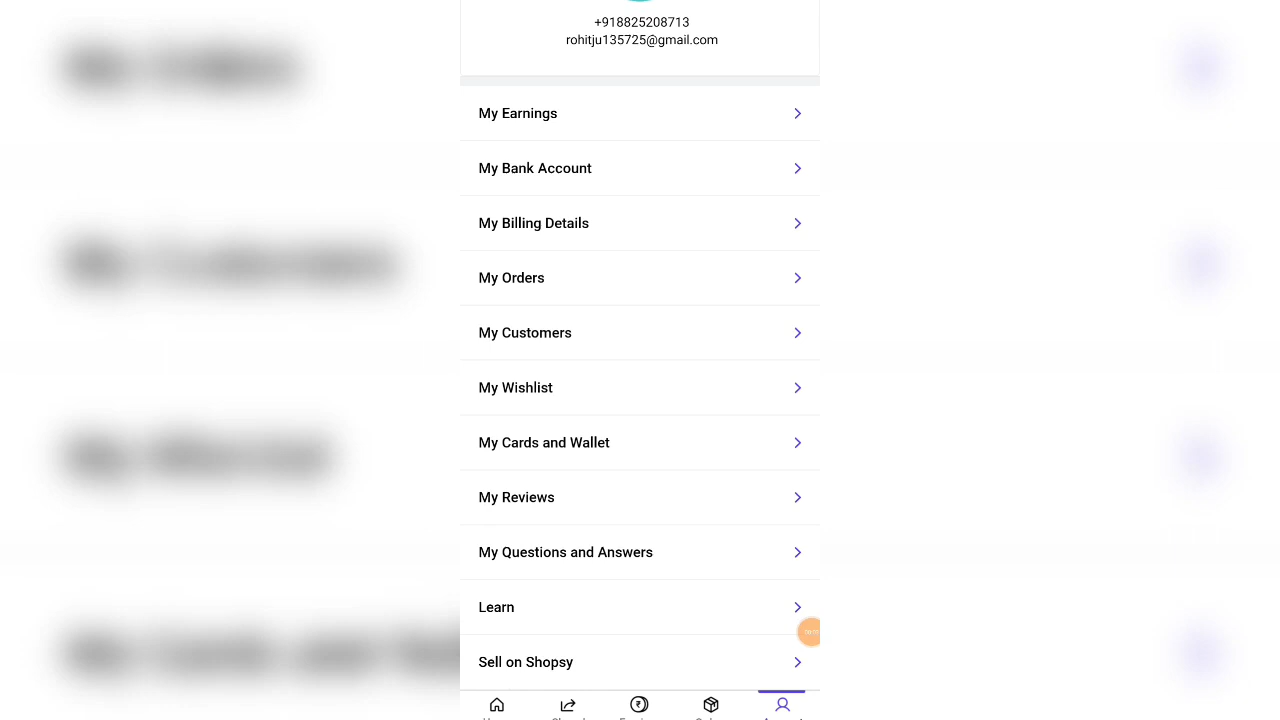 +918825208713
rohitju135725@gmail.com
My Earnings
My Bank Account
My Billing Details
My Orders
My Customers
My Wishlist
My Cards and Wallet
My Reviews
My Questions and Answers
Learn
Sell on Shopsy